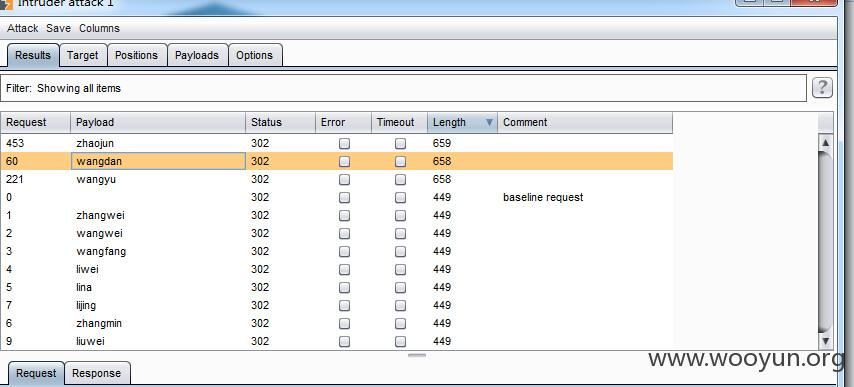 Intruder attack 1
Attack Save Columns
Results Target Positions Payloads Options
Filter: Showing all items ?
Request Payload Status Error Timeout Length Comment
453 zhaojun 302 659
60 wangdan 302 658
221 wangyu 302 658
0 302 449 baseline request
1 zhangwei 302 449
2 wangwei 302 449
3 wangfang 302 449
4 liwei 302 449
5 lina 302 449
7 lijing 302 449
6 zhangmin 302 449
9 liuwei 302 449
www.wooyun.org
Request Response